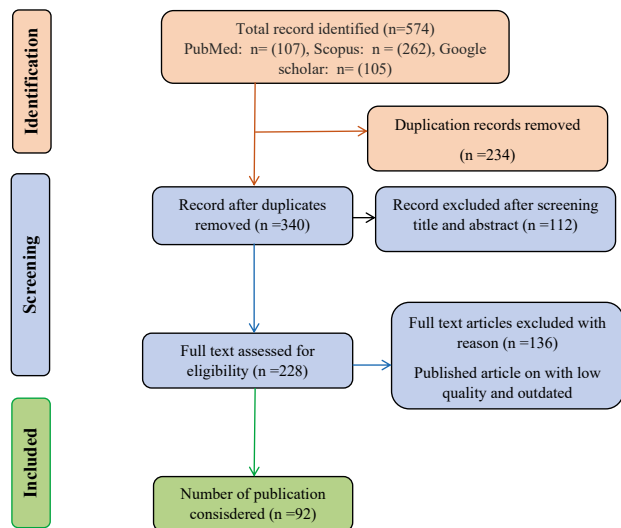 Identification
Total record identified (n=574)
PubMed: n= (107), Scopus: n = (262), Google
scholar: n= (105)
Duplication records removed
(n =234)
Screening
Record after duplicates
removed (n =340)
Record excluded after screening
title and abstract (n =112)
Full text assessed for
eligibility (n =228)
Full text articles excluded with
reason (n =136)
Published article on with low
quality and outdated
Included
Number of publication
consisdered (n =92)